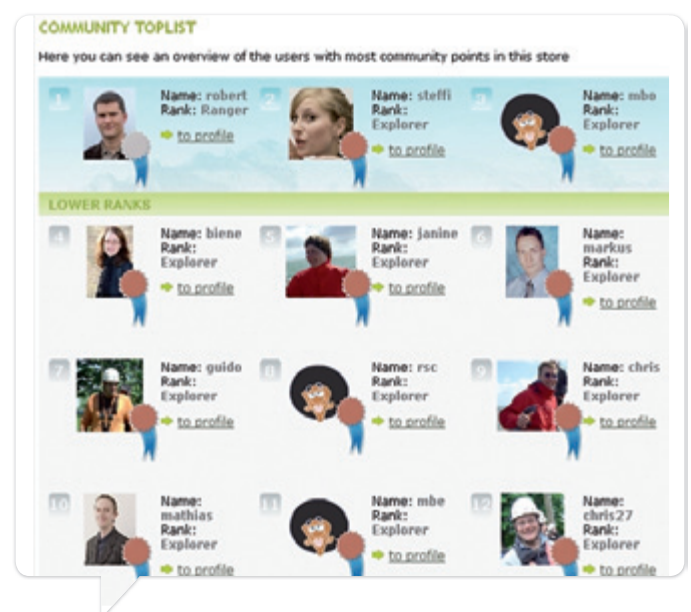 COMMUNITY TOPLIST
Here you can see an overview of the users with most community points in this store
1
Name: robert
Rank: Ranger
to profile
2
Name: steffi
Rank:
Explorer
to profile
3
Name: mbo
Rank:
Explorer
to profile
LOWER RANKS
4
Name: biene
Rank:
Explorer
to profile
5
Name: janine
Rank:
Explorer
to profile
6
Name:
markus
Rank:
Explorer
to profile
7
Name: guido
Rank:
Explorer
to profile
8
Name: rsc
Rank:
Explorer
to profile
9
Name: chris
Rank:
Explorer
to profile
10
Name:
mathias
Rank:
Explorer
to profile
11
Name: mbe
Rank:
Explorer
to profile
12
Name:
chris27
Rank:
Explorer
to profile